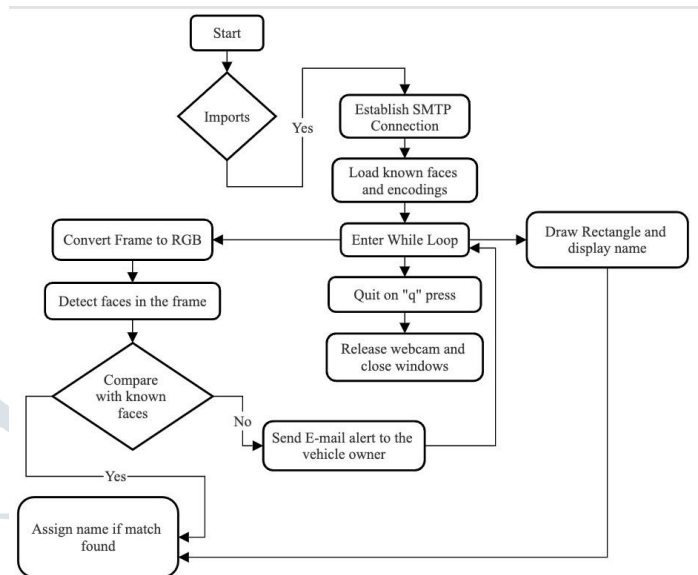 Start
Imports
Yes
Establish SMTP
Connection
Load known faces
and encodings
Convert Frame to RGB
Enter While Loop
Draw Rectangle and
display name
Detect faces in the frame
Quit on "q" press
Release webcam and
close windows
Compare
with known
faces
No
Send E-mail alert to the
vehicle owner
Yes
Assign name if match
found